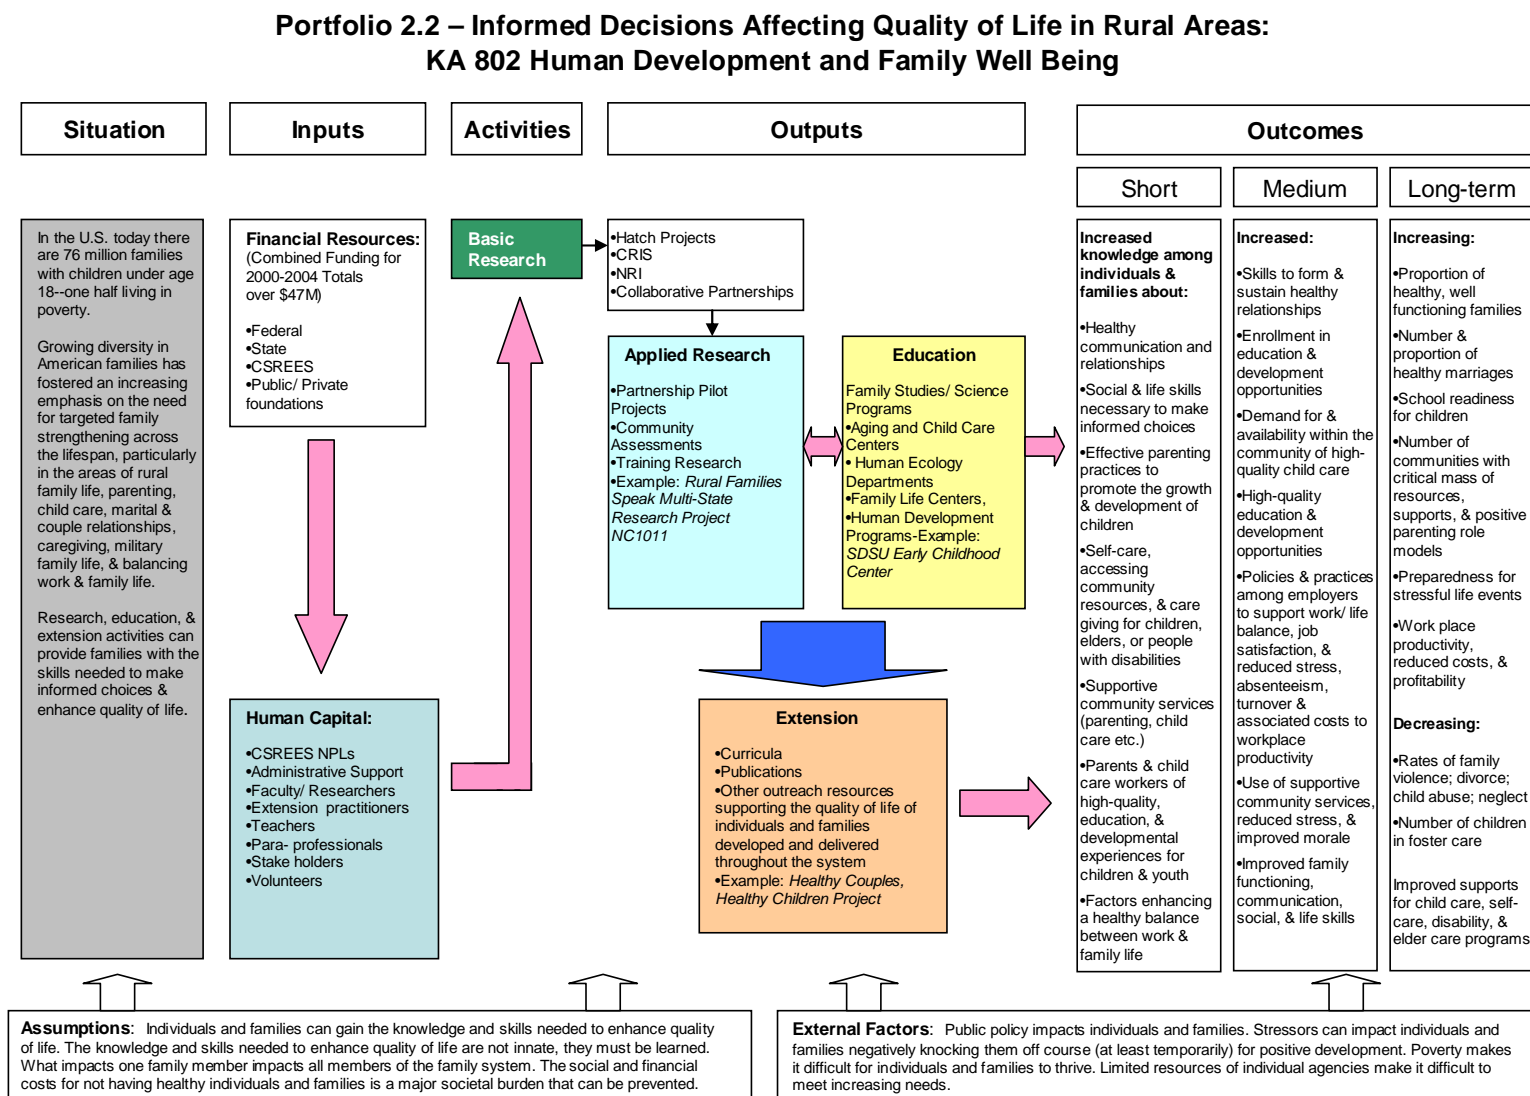 Portfolio 2.2 – Informed Decisions Affecting Quality of Life in Rural Areas:
KA 802 Human Development and Family Well Being
Situation
Inputs
Activities
Outputs
Outcomes
Short
Medium
Long-term
In the U.S. today there
are 76 million families
with children under age
18--one half living in
poverty.
Growing diversity in
American families has
fostered an increasing
emphasis on the need
for targeted family
strengthening across
the lifespan, particularly
in the areas of rural
family life, parenting,
child care, marital &
couple relationships,
caregiving, military
family life, & balancing
work & family life.
Research, education, &
extension activities can
provide families with the
skills needed to make
informed choices &
enhance quality of life.
Financial Resources:
(Combined Funding for
2000-2004 Totals
over $47M)
•Federal
•State
•CSREES
•Public/ Private
foundations
Human Capital:
•CSREES NPLs
•Administrative Support
•Faculty/ Researchers
•Extension practitioners
•Teachers
•Para- professionals
•Stake holders
•Volunteers
Basic
Research
•Hatch Projects
•CRIS
•NRI
•Collaborative Partnerships
Applied Research
•Partnership Pilot
Projects
•Community
Assessments
•Training Research
•Example: Rural Families
Speak Multi-State
Research Project
NC1011
Education
Family Studies/ Science
Programs
•Aging and Child Care
Centers
• Human Ecology
Departments
•Family Life Centers,
•Human Development
Programs-Example:
SDSU Early Childhood
Center
Extension
•Curricula
•Publications
•Other outreach resources
supporting the quality of life of
individuals and families
developed and delivered
throughout the system
•Example: Healthy Couples,
Healthy Children Project
Increased
knowledge among
individuals &
families about:
•Healthy
communication and
relationships
•Social & life skills
necessary to make
informed choices
•Effective parenting
practices to
promote the growth
& development of
children
•Self-care,
accessing
community
resources, & care
giving for children,
elders, or people
with disabilities
•Supportive
community services
(parenting, child
care etc.)
•Parents & child
care workers of
high-quality,
education, &
developmental
experiences for
children & youth
•Factors enhancing
a healthy balance
between work &
family life
Increased:
•Skills to form &
sustain healthy
relationships
•Enrollment in
education &
development
opportunities
•Demand for &
availability within the
community of high-
quality child care
•High-quality
education &
development
opportunities
•Policies & practices
among employers
to support work/ life
balance, job
satisfaction, &
reduced stress,
absenteeism,
turnover &
associated costs to
workplace
productivity
•Use of supportive
community services,
reduced stress, &
improved morale
•Improved family
functioning,
communication,
social, & life skills
Increasing:
•Proportion of
healthy, well
functioning families
•Number &
proportion of
healthy marriages
•School readiness
for children
•Number of
communities with
critical mass of
resources,
supports, & positive
parenting role
models
•Preparedness for
stressful life events
•Work place
productivity,
reduced costs, &
profitability
Decreasing:
•Rates of family
violence; divorce;
child abuse; neglect
•Number of children
in foster care
Improved supports
for child care, self-
care, disability, &
elder care programs
Assumptions: Individuals and families can gain the knowledge and skills needed to enhance quality
of life. The knowledge and skills needed to enhance quality of life are not innate, they must be learned.
What impacts one family member impacts all members of the family system. The social and financial
costs for not having healthy individuals and families is a major societal burden that can be prevented.
External Factors: Public policy impacts individuals and families. Stressors can impact individuals and
families negatively knocking them off course (at least temporarily) for positive development. Poverty makes
it difficult for individuals and families to thrive. Limited resources of individual agencies make it difficult to
meet increasing needs.